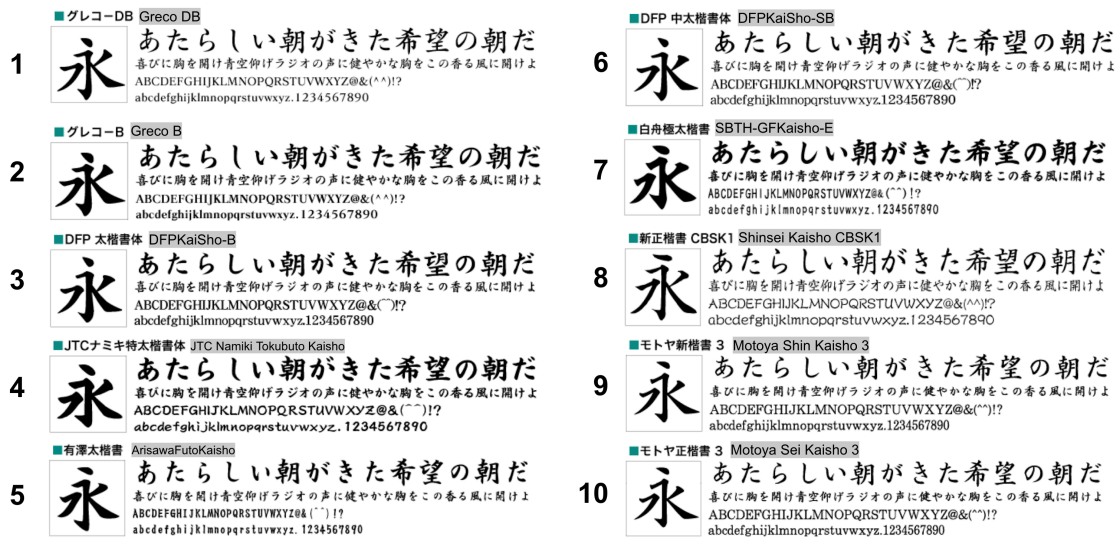 1
■グレコーDB Greco DB
永
あたらしい朝がきた希望の朝だ
喜びに胸を開け青空仰げラジオの声に健やかな胸をこの香る風に開けよ
ABCDEFGHIJKLMNOPQRSTUVWXYZ@&(^^)!?
abcdefghijklmnopqrstuvwxyz.1234567890
2
■グレコーB Greco B
永
あたらしい朝がきた希望の朝だ
喜びに胸を開け青空仰げラジオの声に健やかな胸をこの香る風に開けよ
ABCDEFGHIJKLMNOPQRSTUVWXYZ@&(^^)!?
abcdefghijklmnopqrstuvwxyz.1234567890
3
■DFP 太楷書体 DFPKaiSho-B
永
あたらしい朝がきた希望の朝だ
喜びに胸を開け青空仰げラジオの声に健やかな胸をこの香る風に開けよ
ABCDEFGHIJKLMNOPQRSTUVWXYZ@&(^^)!?
abcdefghijklmnopqrstuvwxyz.1234567890
4
■JTCナミキ特太楷書体 JTC Namiki Tokubuto Kaisho
永
あたらしい朝がきた希望の朝だ
喜びに胸を開け青空仰げラジオの声に健やかな胸をこの香る風に開けよ
ABCDEFGHIJKLMNOPQRSTUVWXYZ@&(^^)!?
abcdefghijklmnopqrstuvwxyz.1234567890
5
■有澤太楷書 ArisawaFutoKaisho
永
あたらしい朝がきた希望の朝だ
喜びに胸を開け青空仰げラジオの声に健やかな胸をこの香る風に開けよ
ABCDEFGHIJKLMNOPQRSTUVWXYZ@&(^^)!?
abcdefghijklmnopqrstuvwxyz.1234567890
6
■DFP 中太楷書体 DFPKaiSho-SB
永
あたらしい朝がきた希望の朝だ
喜びに胸を開け青空仰げラジオの声に健やかな胸をこの香る風に開けよ
ABCDEFGHIJKLMNOPQRSTUVWXYZ@&(^^)!?
abcdefghijklmnopqrstuvwxyz.1234567890
7
■白舟極太楷書 SBTH-GFKaisho-E
永
あたらしい朝がきた希望の朝だ
喜びに胸を開け青空仰げラジオの声に健やかな胸をこの香る風に開けよ
ABCDEFGHIJKLMNOPQRSTUVWXYZ@&(^^)!?
abcdefghijklmnopqrstuvwxyz.1234567890
8
■新正楷書 CBSK1 Shinsei Kaisho CBSK1
永
あたらしい朝がきた希望の朝だ
喜びに胸を開け青空仰げラジオの声に健やかな胸をこの香る風に開けよ
ABCDEFGHIJKLMNOPQRSTUVWXYZ@&(^^)!?
abcdefghijklmnopqrstuvwxyz.1234567890
9
■モトヤ新楷書 3 Motoya Shin Kaisho 3
永
あたらしい朝がきた希望の朝だ
喜びに胸を開け青空仰げラジオの声に健やかな胸をこの香る風に開けよ
ABCDEFGHIJKLMNOPQRSTUVWXYZ@&(^^)!?
abcdefghijklmnopqrstuvwxyz.1234567890
10
■モトヤ正楷書 3 Motoya Sei Kaisho 3
永
あたらしい朝がきた希望の朝だ
喜びに胸を開け青空仰げラジオの声に健やかな胸をこの香る風に開けよ
ABCDEFGHIJKLMNOPQRSTUVWXYZ@&(^^)!?
abcdefghijklmnopqrstuvwxyz.1234567890